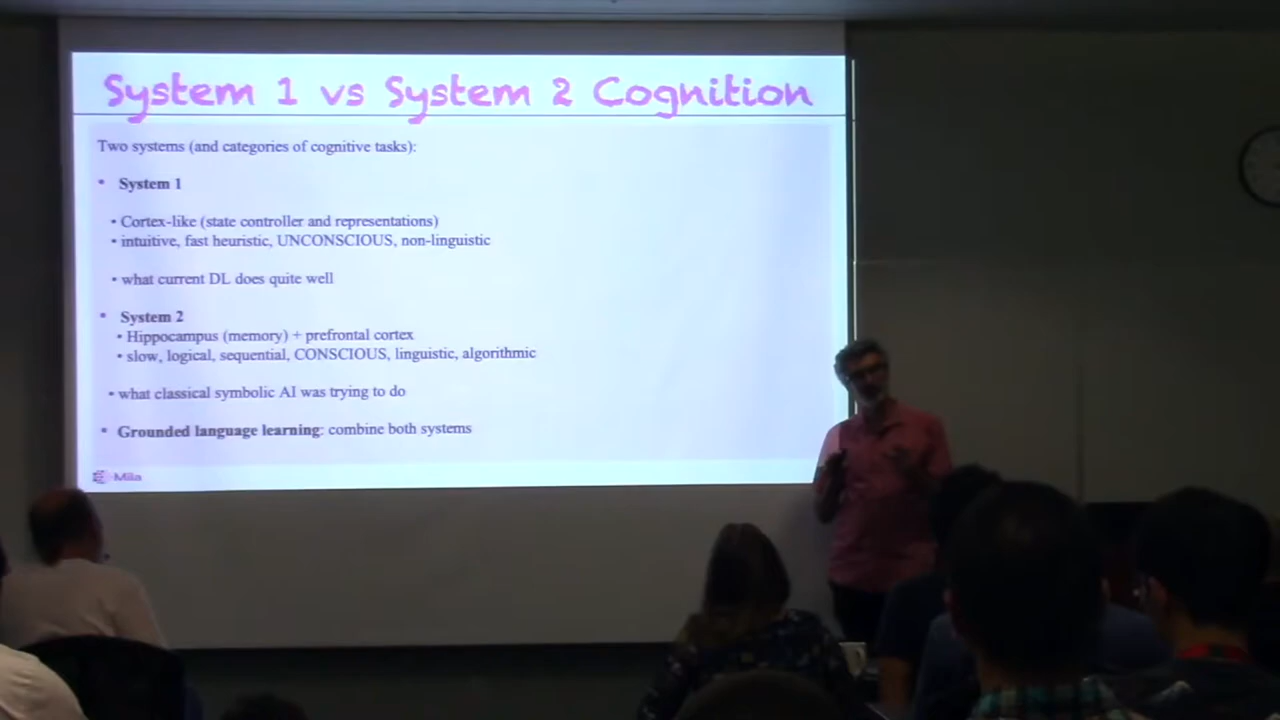 System 1 vs System 2 Cognition
Two systems (and categories of cognitive tasks):
• System 1
• Cortex-like (state controller and representations)
• intuitive, fast heuristic, UNCONSCIOUS, non-linguistic
• what current DL does quite well
• System 2
• Hippocampus (memory) + prefrontal cortex
• slow, logical, sequential, CONSCIOUS, linguistic, algorithmic
• what classical symbolic AI was trying to do
• Grounded language learning: combine both systems
Mila